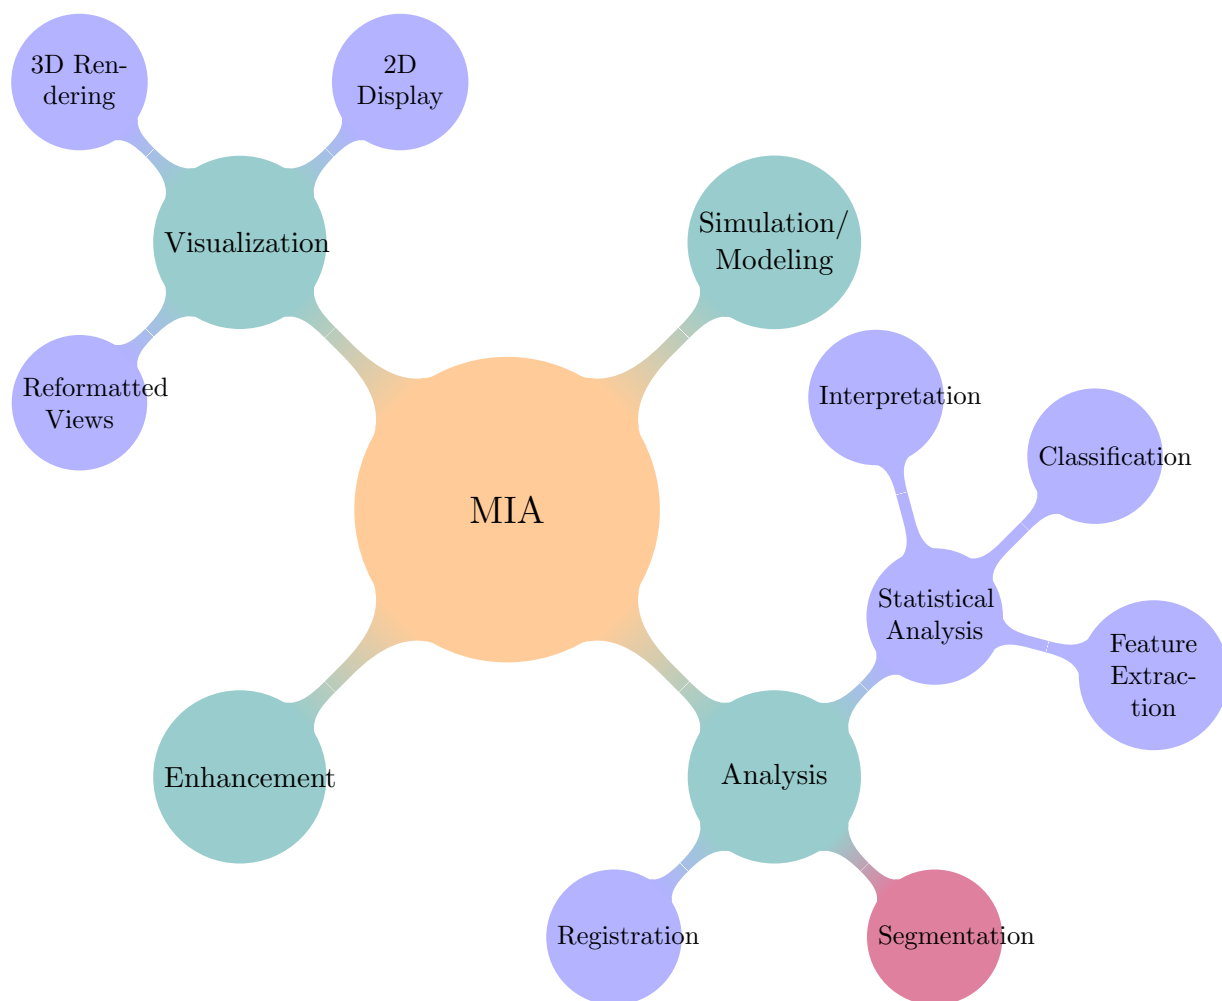 3D Ren-
dering
2D
Display
Visualization
Simulation/
Modeling
Reformatted
Views
Interpretation
Classification
MIA
Statistical
Analysis
Feature
Extrac-
tion
Enhancement
Analysis
Registration
Segmentation